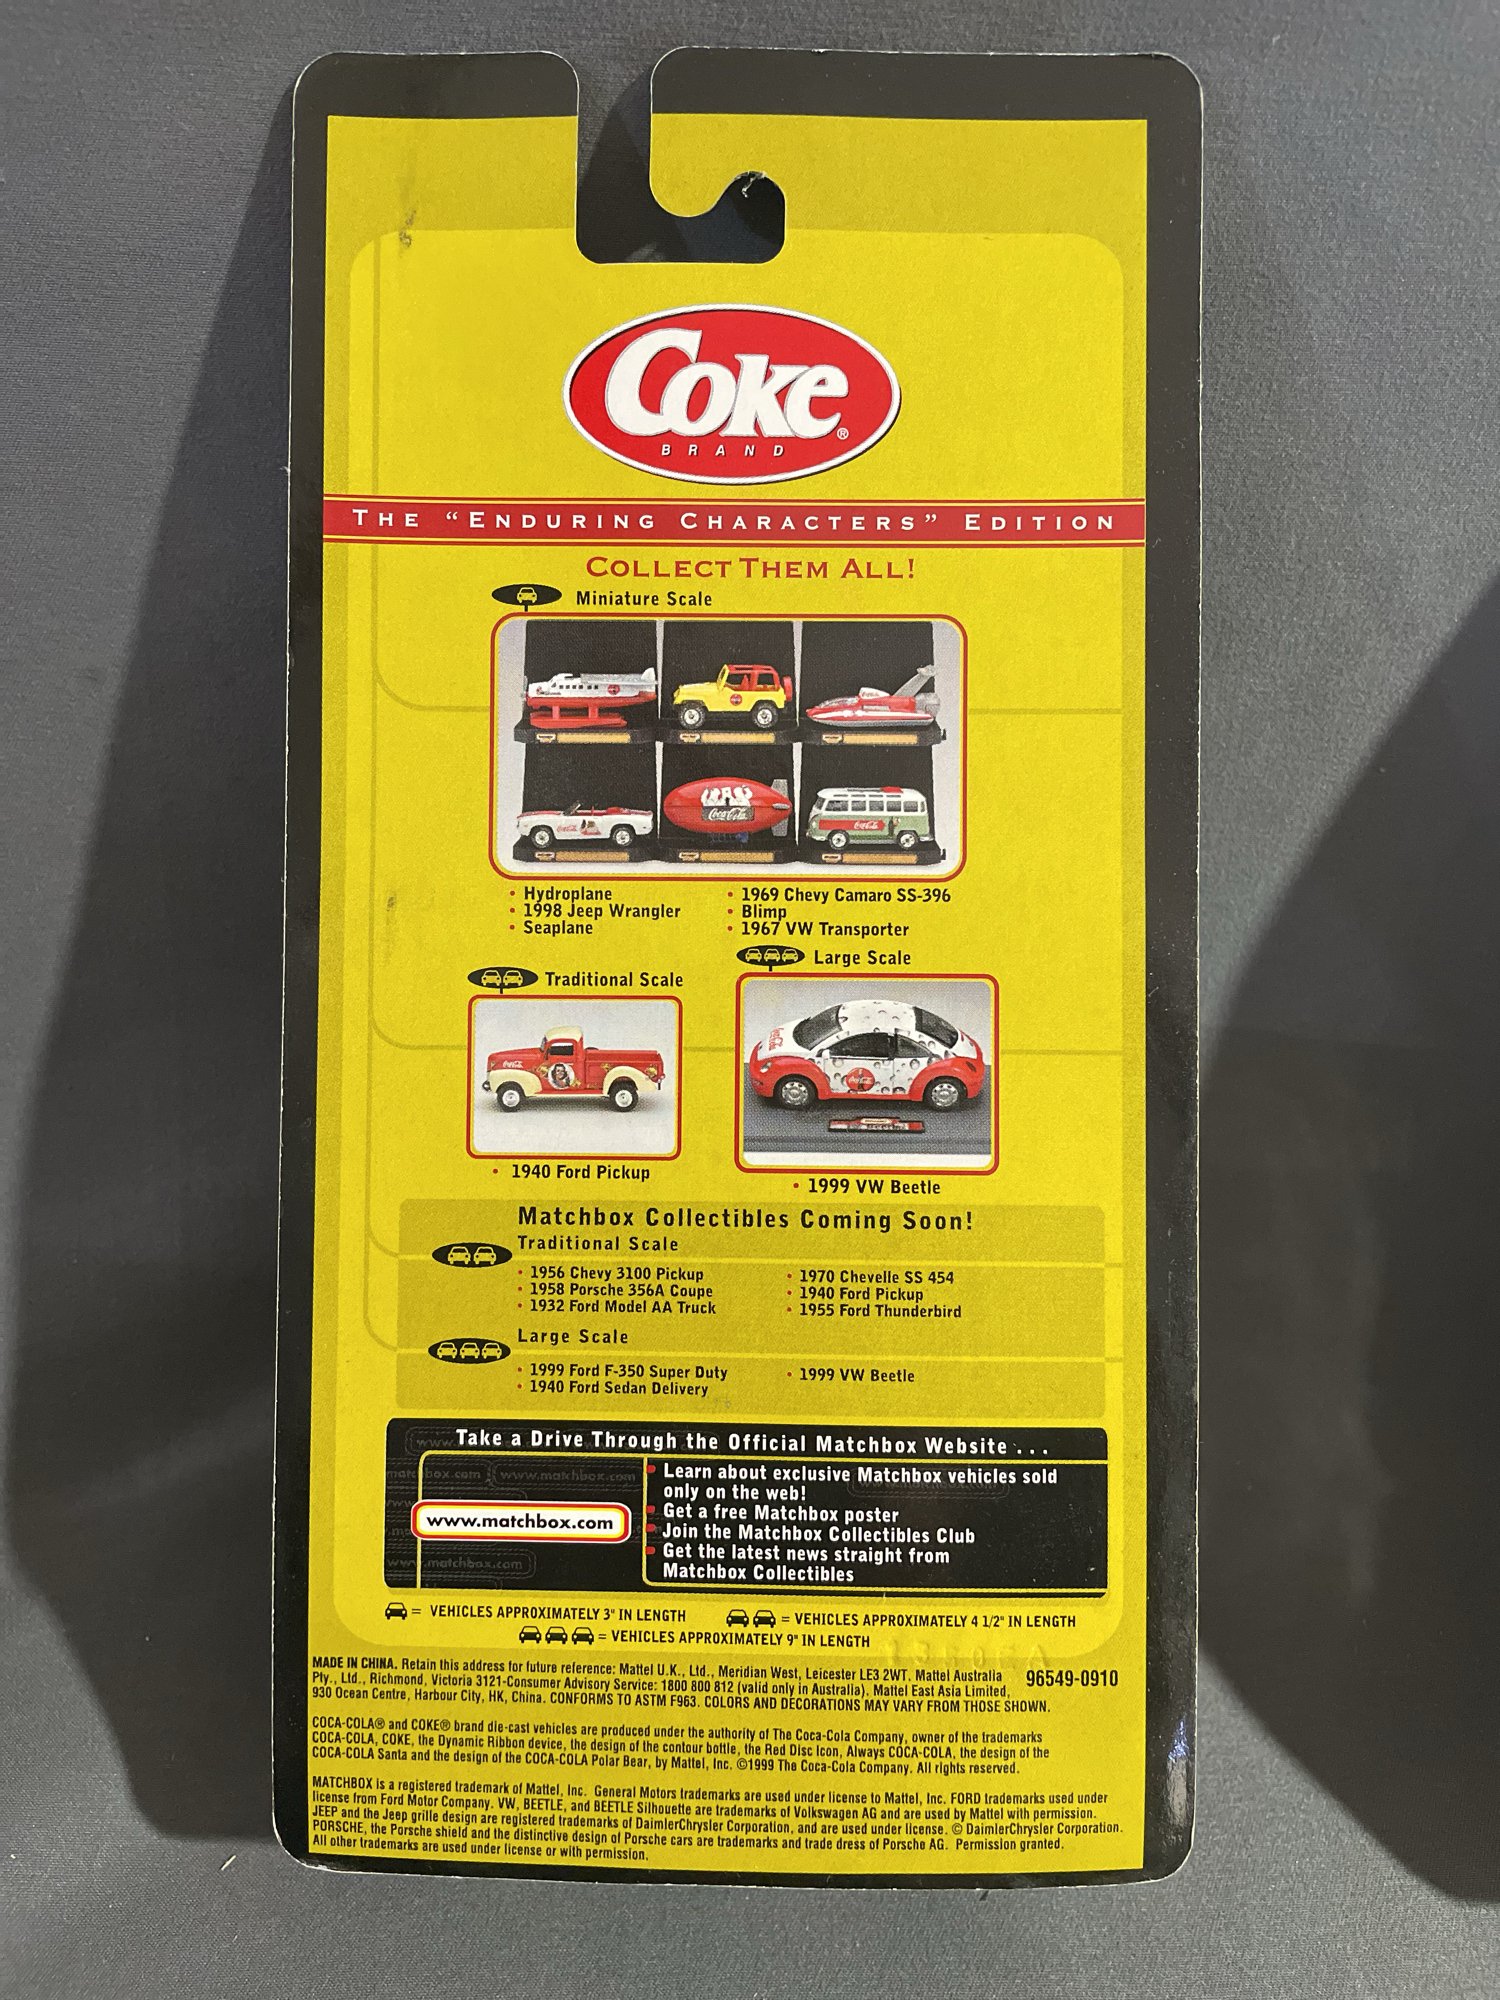 Coke®
BRAND
THE "ENDURING CHARACTERS" EDITION
COLLECT THEM ALL!
Miniature Scale
Coca-Cola
Coca-Cola
Coca-Cola
• Hydroplane
• 1998 Jeep Wrangler
• Seaplane
• 1969 Chevy Camaro SS-396
• Blimp
• 1967 VW Transporter
Traditional Scale
Coca-Cola
• 1940 Ford Pickup
Large Scale
Coca-Cola
Coca-Cola
• 1999 VW Beetle
Matchbox Collectibles Coming Soon!
Traditional Scale
• 1956 Chevy 3100 Pickup
• 1958 Porsche 356A Coupe
• 1932 Ford Model AA Truck
• 1970 Chevelle SS 454
• 1940 Ford Pickup
• 1955 Ford Thunderbird
Large Scale
• 1999 Ford F-350 Super Duty
• 1940 Ford Sedan Delivery
• 1999 VW Beetle
Take a Drive Through the Official Matchbox Website . . .
www.matchbox.com
• Learn about exclusive Matchbox vehicles sold
only on the web!
• Get a free Matchbox poster
• Join the Matchbox Collectibles Club
• Get the latest news straight from
Matchbox Collectibles
= VEHICLES APPROXIMATELY 3" IN LENGTH
= VEHICLES APPROXIMATELY 4 1/2" IN LENGTH
= VEHICLES APPROXIMATELY 9" IN LENGTH
MADE IN CHINA. Retain this address for future reference: Mattel U.K., Ltd., Meridian West, Leicester LE3 2WT. Mattel Australia
Pty., Ltd., Richmond, Victoria 3121-Consumer Advisory Service: 1800 800 812 (valid only in Australia). Mattel East Asia Limited,
930 Ocean Centre, Harbour City, HK, China. CONFORMS TO ASTM F963. COLORS AND DECORATIONS MAY VARY FROM THOSE SHOWN.
96549-0910
COCA-COLA® and COKE® brand die-cast vehicles are produced under the authority of The Coca-Cola Company, owner of the trademarks
COCA-COLA, COKE, the Dynamic Ribbon device, the design of the contour bottle, the Red Disc Icon, Always COCA-COLA, the design of the
COCA-COLA Santa and the design of the COCA-COLA Polar Bear, by Mattel, Inc. ©1999 The Coca-Cola Company. All rights reserved.
MATCHBOX is a registered trademark of Mattel, Inc. General Motors trademarks are used under license to Mattel, Inc. FORD trademarks used under
license from Ford Motor Company. VW, BEETLE, and BEETLE Silhouette are trademarks of Volkswagen AG and are used by Mattel with permission.
JEEP and the Jeep grille design are registered trademarks of DaimlerChrysler Corporation, and are used under license. © DaimlerChrysler Corporation.
PORSCHE, the Porsche shield and the distinctive design of Porsche cars are trademarks and trade dress of Porsche AG. Permission granted.
All other trademarks are used under license or with permission.